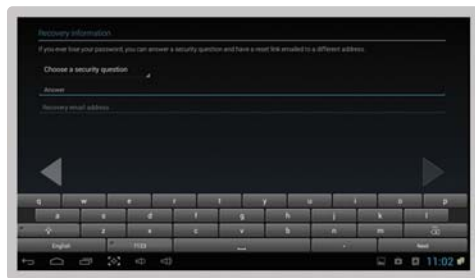 Recovery information
If you ever lose your password, you can answer a security question and have a reset link emailed to a different address.
Choose a security question
Answer
Recovery email address
q w e r t y u i o p
a s d f g h j k l
z x c v b n m
English ?123 . Next
11:02